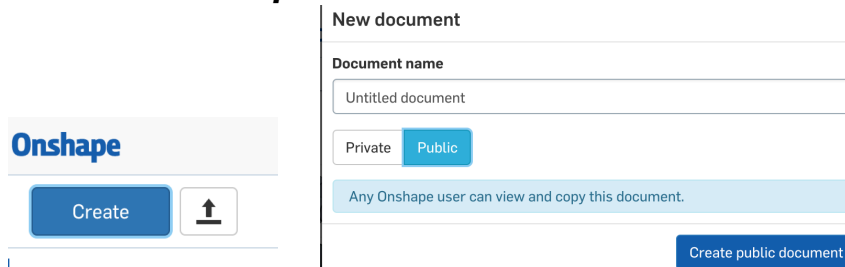 New document
Document name
Untitled document
Private Public
Any Onshape user can view and copy this document.
Create public document
Onshape
Create